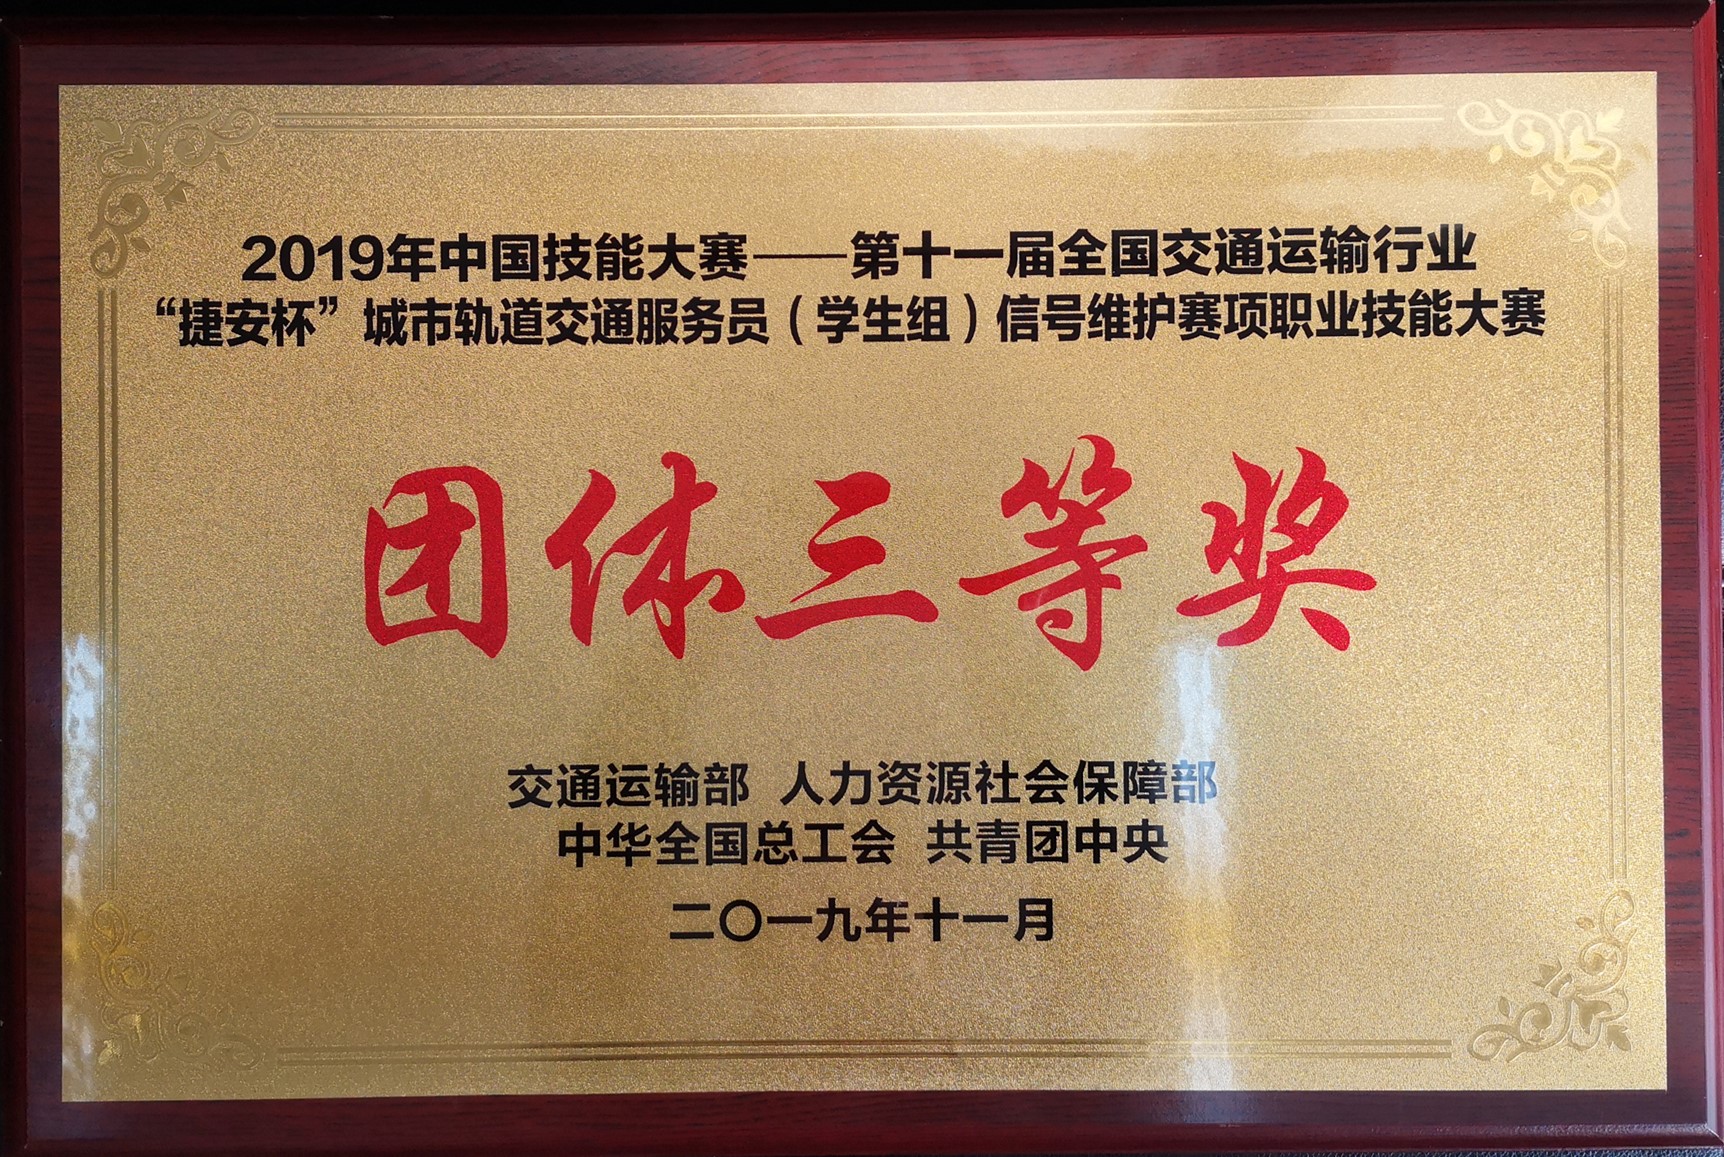 2019年中国技能大赛——第十一届全国交通运输行业
“捷安杯”城市轨道交通服务员（学生组）信号维护赛项职业技能大赛
团体三等奖
交通运输部 人力资源社会保障部
中华全国总工会 共青团中央
二〇一九年十一月